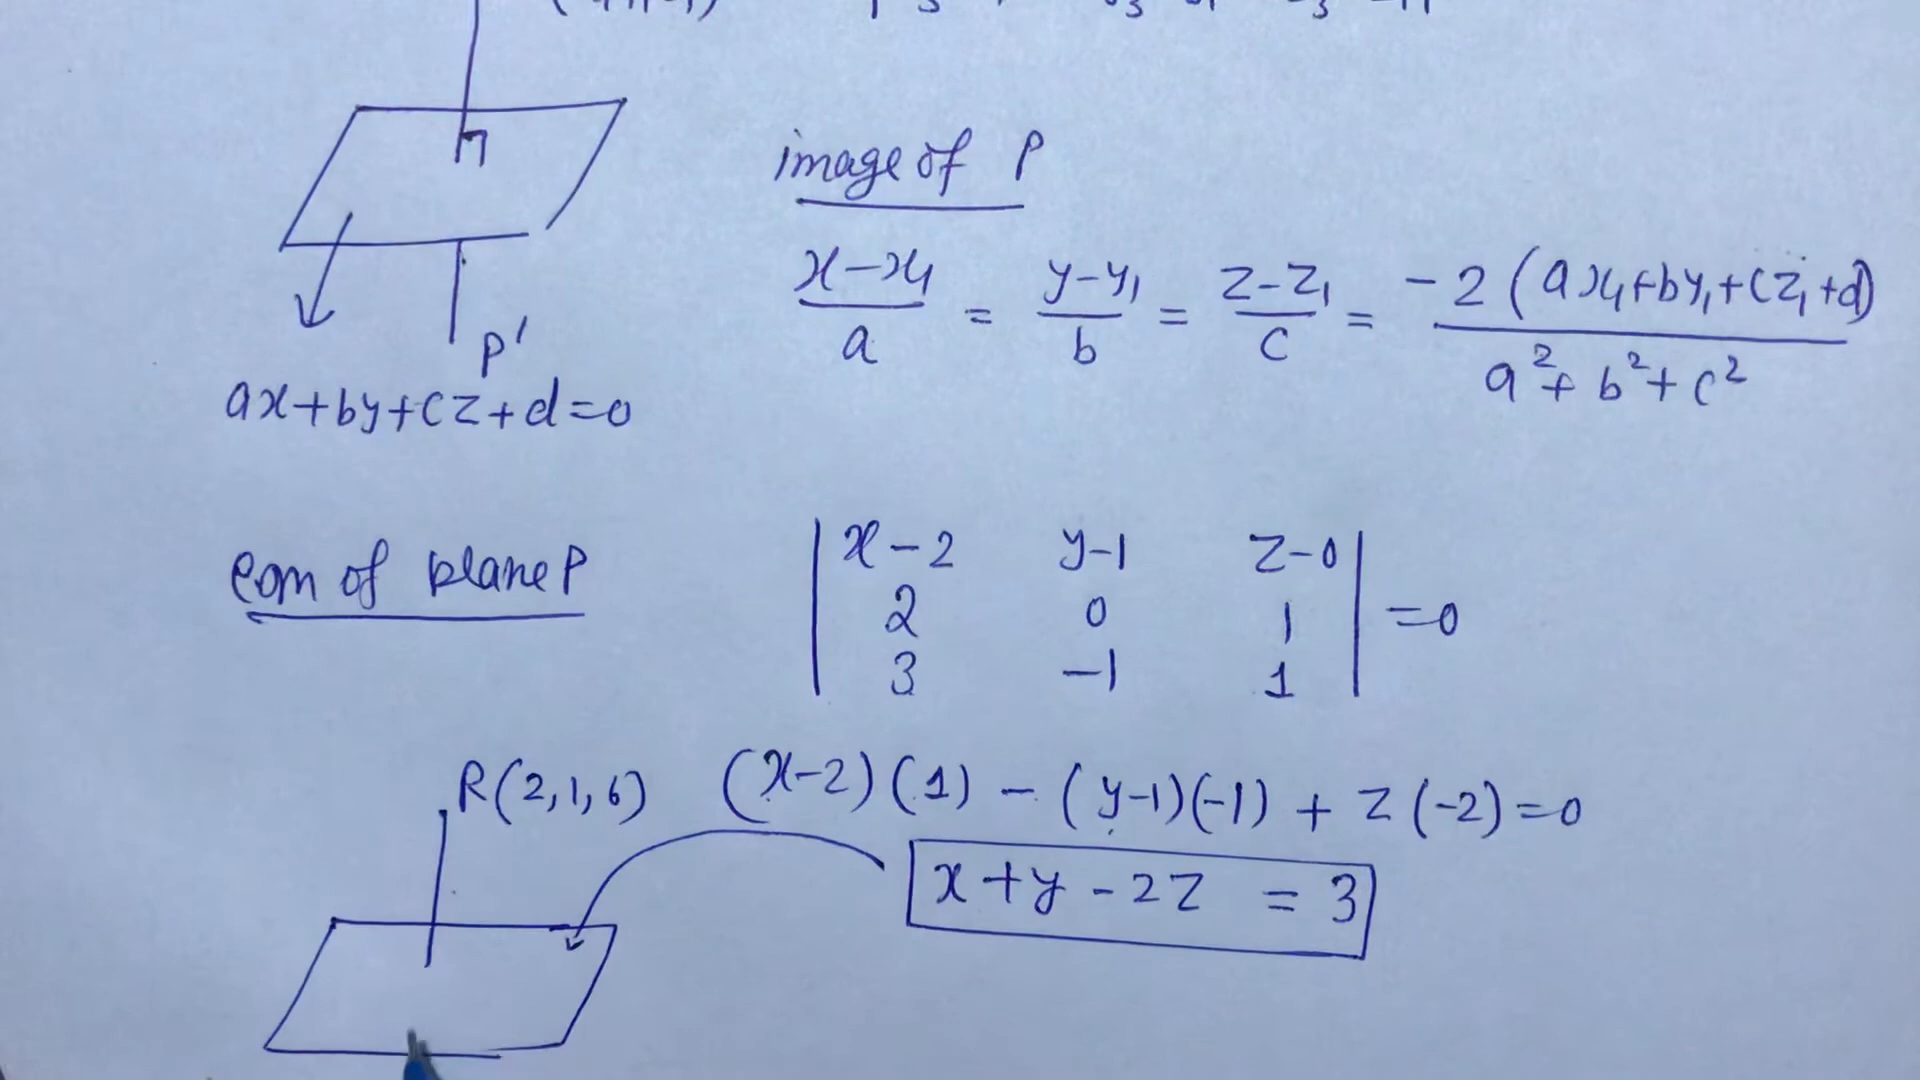 image of P
x-x₁/a = y-y₁/b = z-z₁/c = -2(ax₁+by₁+cz₁+d)/a²+b²+c²
P'
ax+by+cz+d=0
eqn of plane P
| x-2 y-1 z-0 |
| 2 0 1 | =0
| 3 -1 1 |
R(2,1,6) (x-2)(1) - (y-1)(-1) + z(-2)=0
x+y-2z = 3